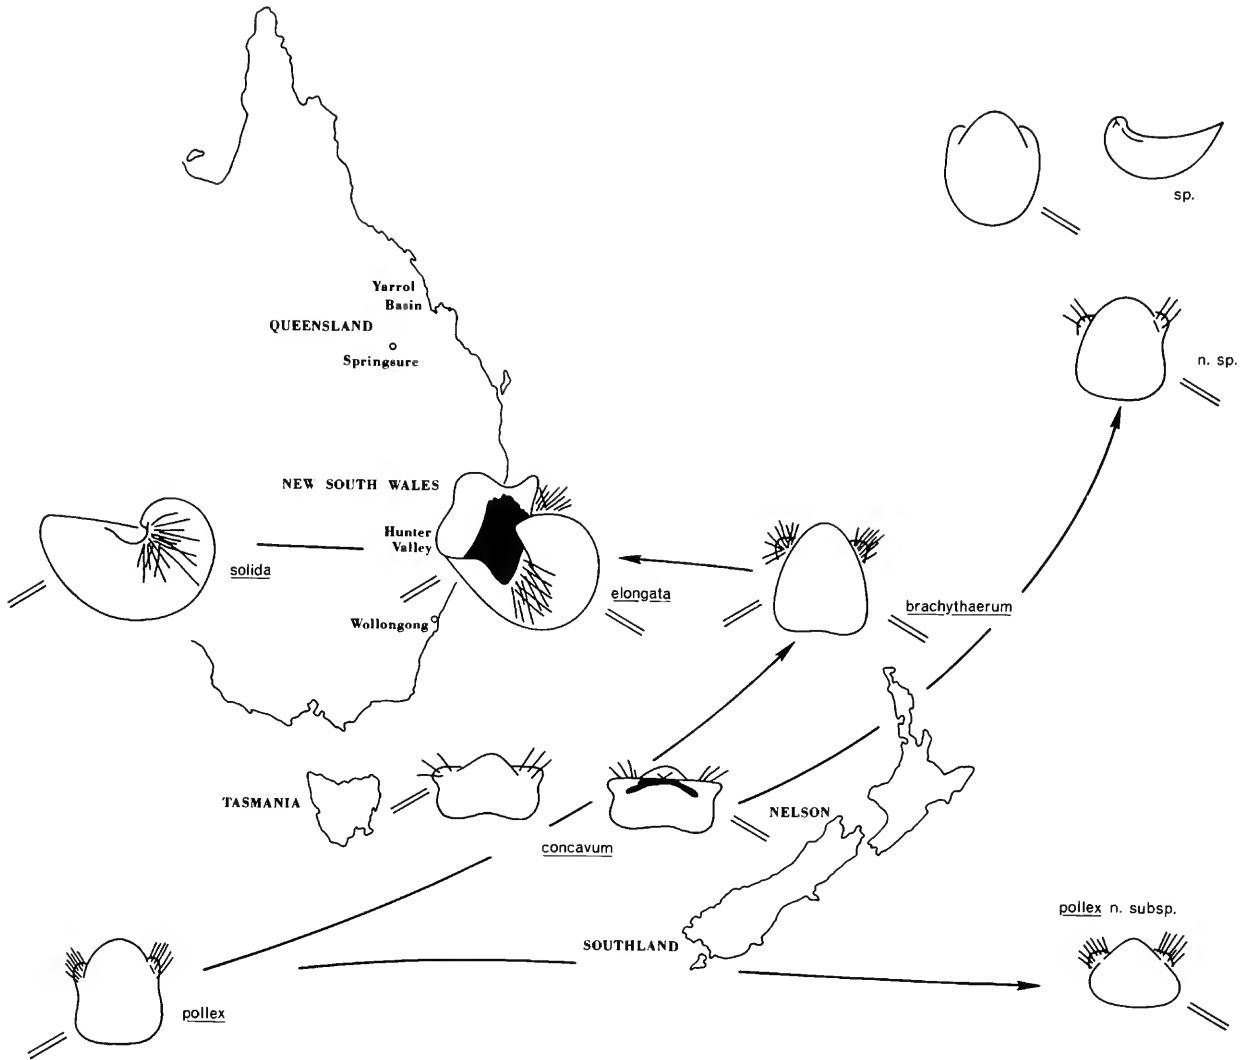 sp.
Yarrol
Basin
QUEENSLAND
Springsure
n. sp.
NEW SOUTH WALES
Hunter
Valley
solida
elongata
brachythaerum
Wollongong
TASMANIA
NELSON
concavum
pollex n. subsp.
SOUTHLAND
pollex